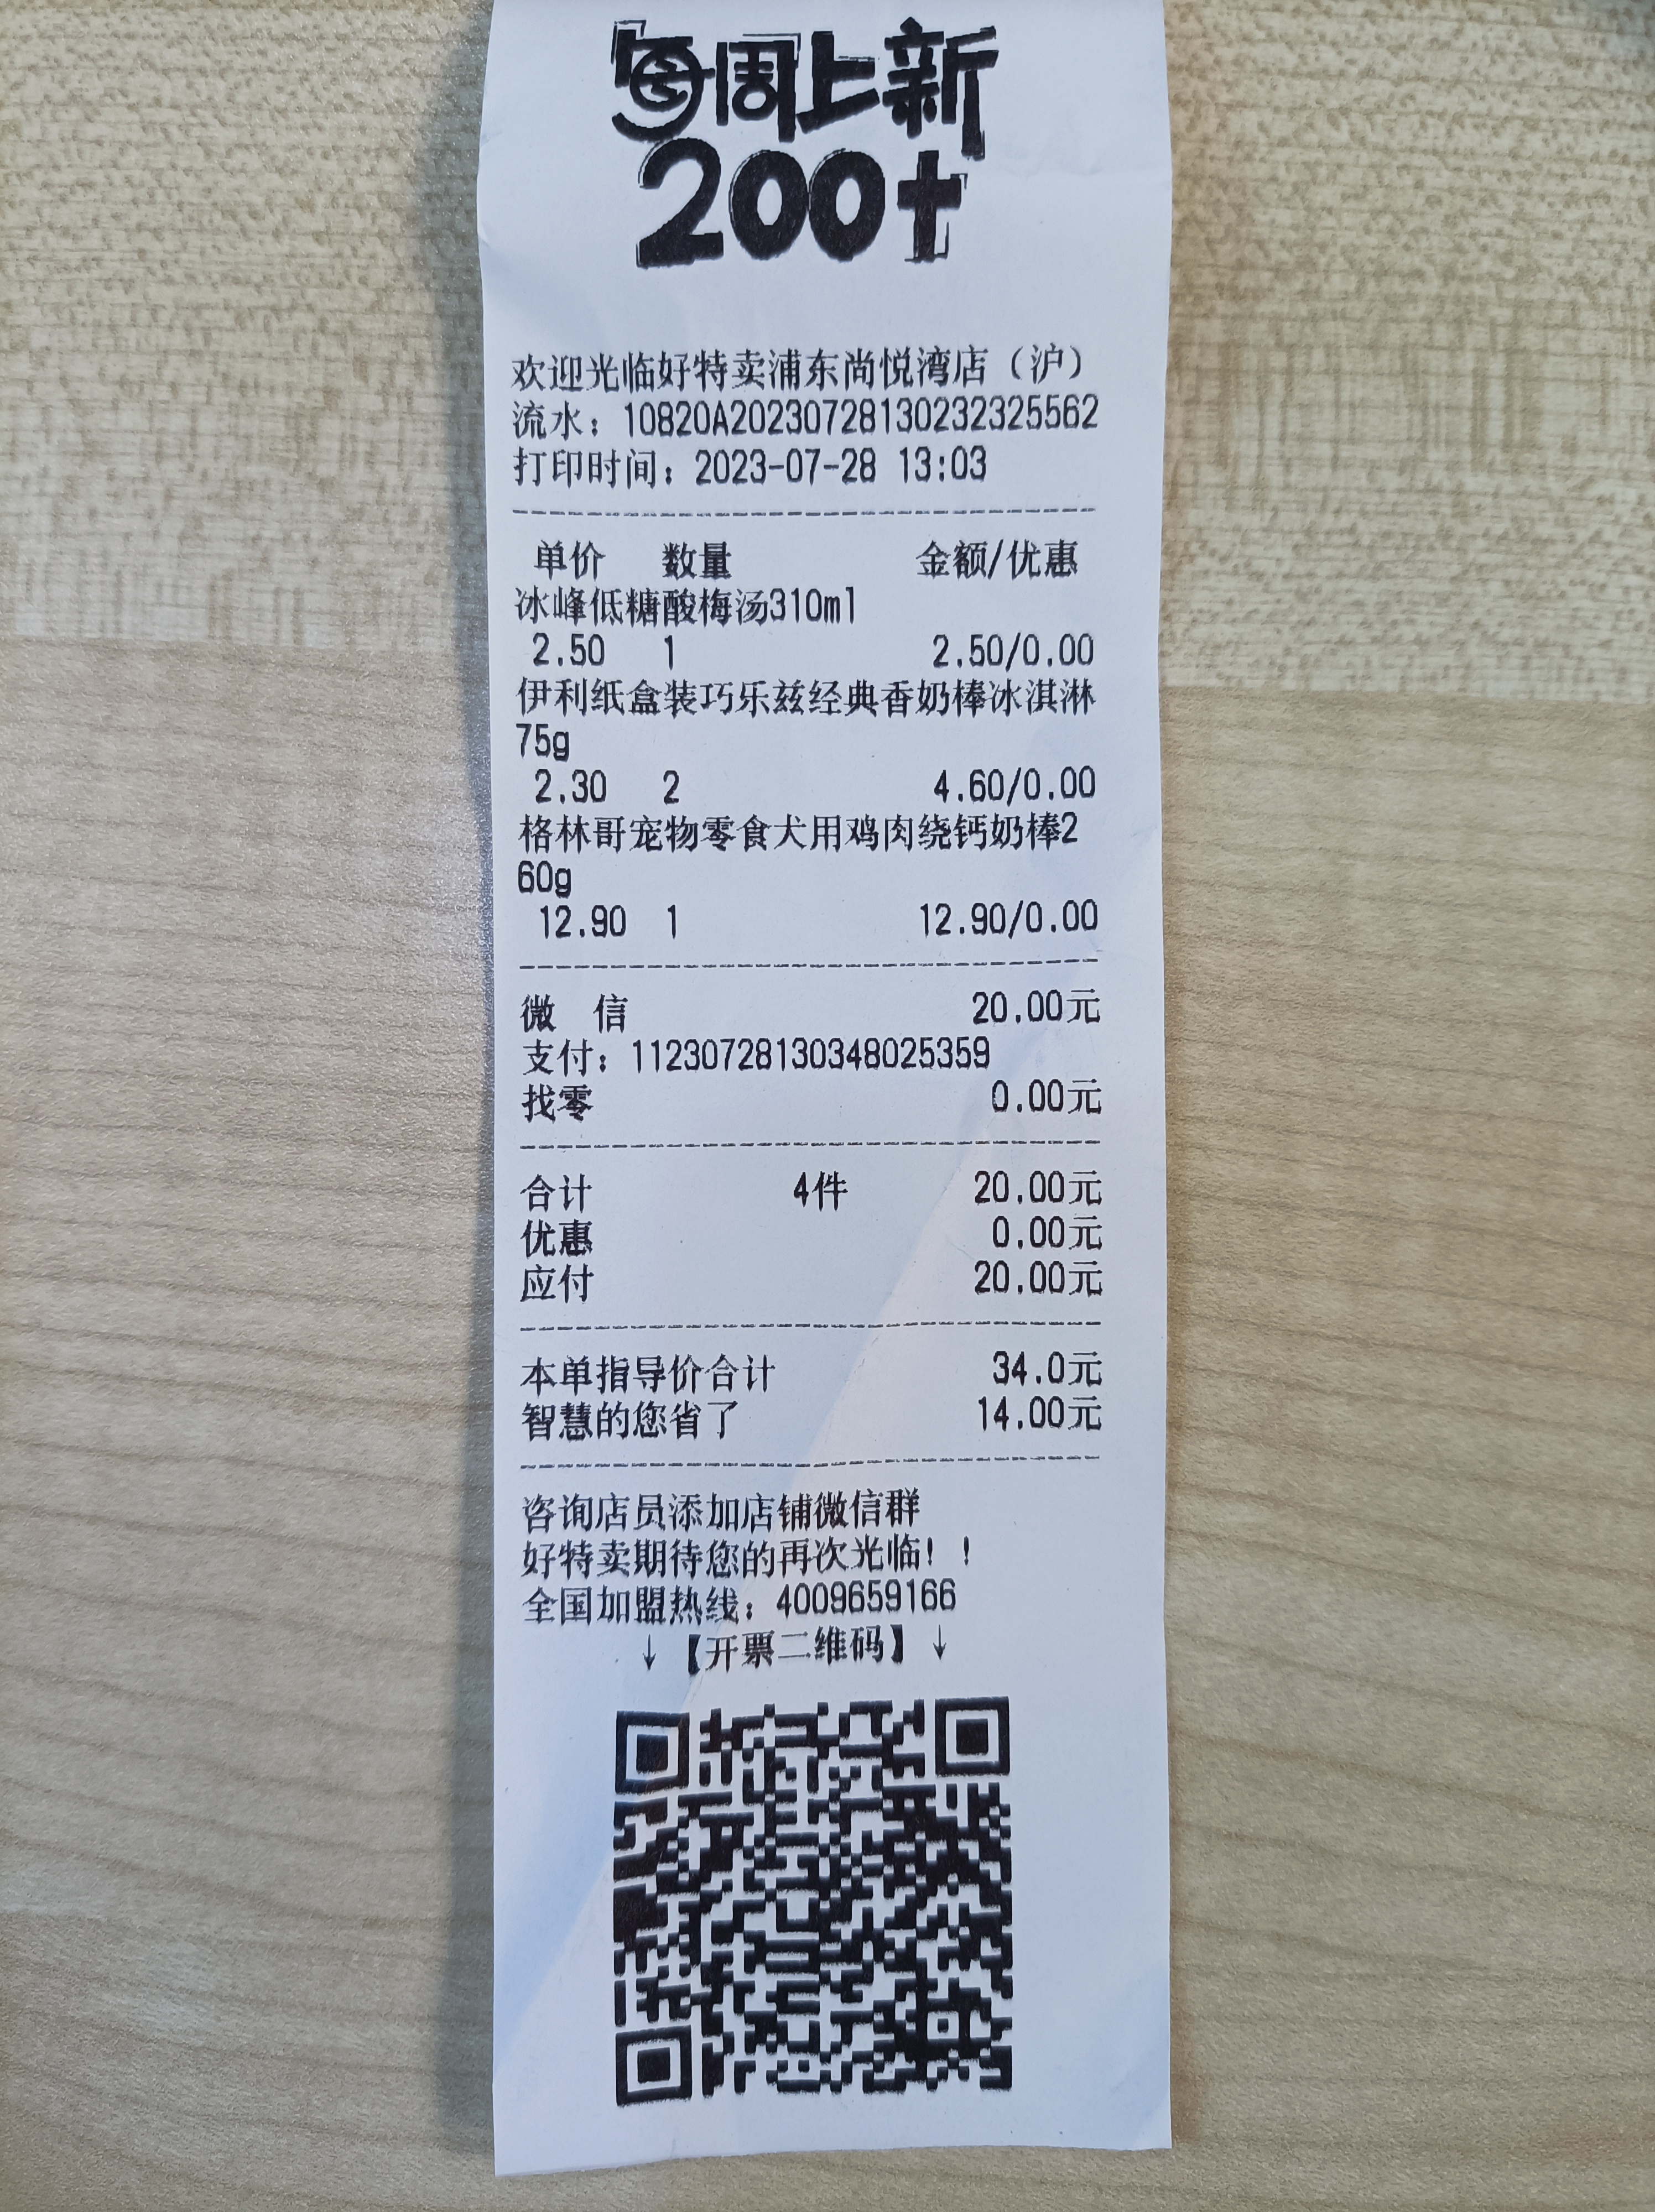 每周上新
200+
欢迎光临好特卖浦东尚悦湾店（沪）
流水：10820A20230728130232325562
打印时间：2023-07-28 13:03
单价 数量 金额/优惠
冰峰低糖酸梅汤310ml
2.50 1 2.50/0.00
伊利纸盒装巧乐兹经典香奶棒冰淇淋
75g
2.30 2 4.60/0.00
格林哥宠物零食犬用鸡肉绕钙奶棒2
60g
12.90 1 12.90/0.00
微 信 20.00元
支付：11230728130348025359
找零 0.00元
合计 4件 20.00元
优惠 0.00元
应付 20.00元
本单指导价合计 34.0元
智慧的您省了 14.00元
咨询店员添加店铺微信群
好特卖期待您的再次光临！！
全国加盟热线：4009659166
↓【开票二维码】↓